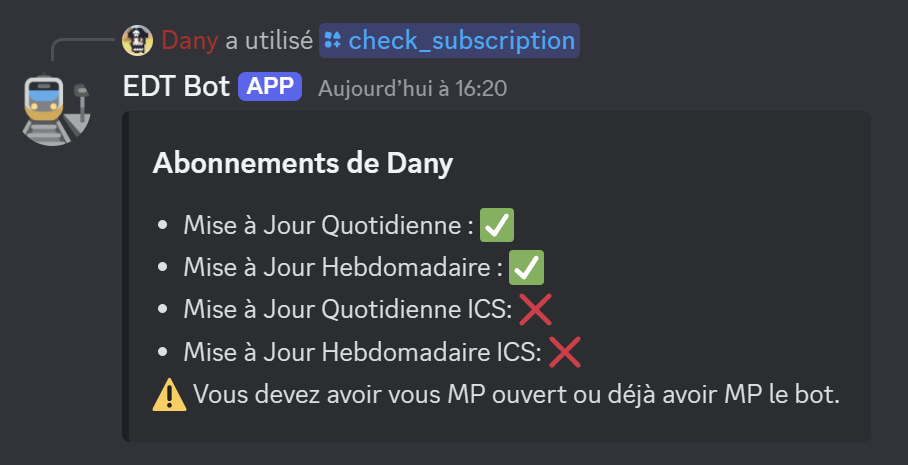 Dany a utilisé check_subscription
EDT Bot APP Aujourd’hui à 16:20
Abonnements de Dany
• Mise à Jour Quotidienne : ✅
• Mise à Jour Hebdomadaire : ✅
• Mise à Jour Quotidienne ICS: ❌
• Mise à Jour Hebdomadaire ICS: ❌
⚠️ Vous devez avoir vous MP ouvert ou déjà avoir MP le bot.